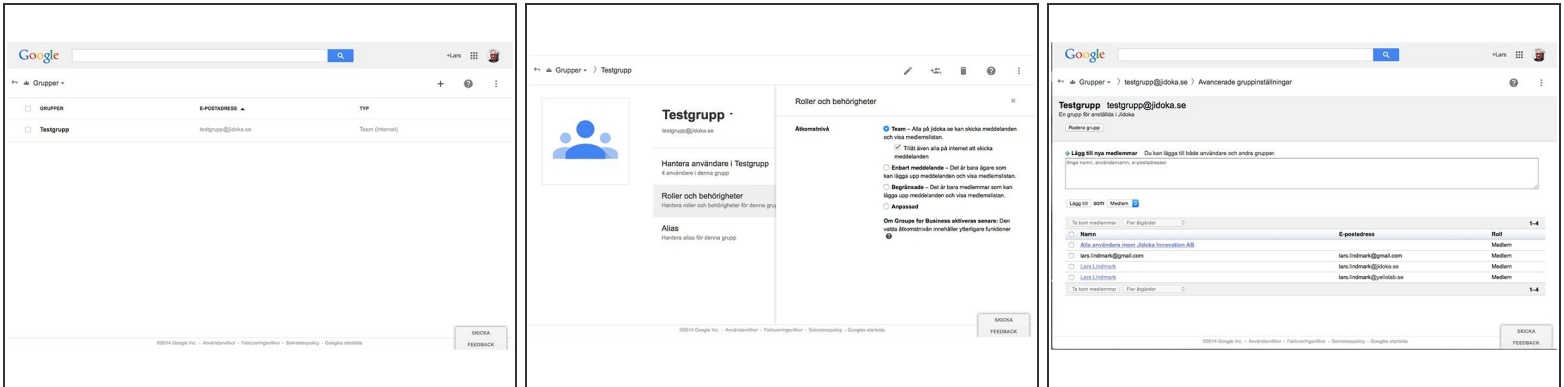 Google
+Lars
Grupper
GRUPPER E-POSTADRESS TYP
Testgrupp testgrupp@jidoka.se Team (Internet)
SKICKA
FEEDBACK
©2014 Google Inc. - Användarvillkor - Faktureringsvillkor - Sekretesspolicy - Googles startsida
Grupper > Testgrupp
Testgrupp
testgrupp@jidoka.se
Hantera användare i Testgrupp
4 användare i denna grupp
Roller och behörigheter
Hantera roller och behörigheter för denna grup
Alias
Hantera alias för denna grupp
Roller och behörigheter ×
Åtkomstnivå
Team – Alla på jidoka.se kan skicka meddelanden
och visa medlemslistan.
Tillåt även alla på internet att skicka
meddelanden
Enbart meddelande – Det är bara ägare som
kan lägga upp meddelanden och visa medlemslistan.
Begränsade – Det är bara medlemmar som kan
lägga upp meddelanden och visa medlemslistan.
Anpassad
Om Groups for Business aktiveras senare: Den
valda åtkomstnivån innehåller ytterligare funktioner
SKICKA
FEEDBACK
©2014 Google Inc. - Användarvillkor - Faktureringsvillkor - Sekretesspolicy - Googles startsida
Google
+Lars
Grupper > testgrupp@jidoka.se > Avancerade gruppinställningar
Testgrupp testgrupp@jidoka.se
En grupp för anställda i Jidoka
Radera grupp
Lägg till nya medlemmar Du kan lägga till både användare och andra grupper.
Ange namn, användarnamn, e-postadresser
Lägg till som Medlem
Ta bort medlemmar Fler åtgärder 1–4
Namn E-postadress Roll
Alla användare inom Jidoka Innovation AB Medlem
lars.lindmark@gmail.com lars.lindmark@gmail.com Medlem
Lars Lindmark lars.lindmark@jidoka.se Medlem
Lars Lindmark lars.lindmark@yellotab.se Medlem
Ta bort medlemmar Fler åtgärder 1–4
SKICKA
FEEDBACK
©2014 Google Inc. - Användarvillkor - Faktureringsvillkor - Sekretesspolicy - Googles startsida